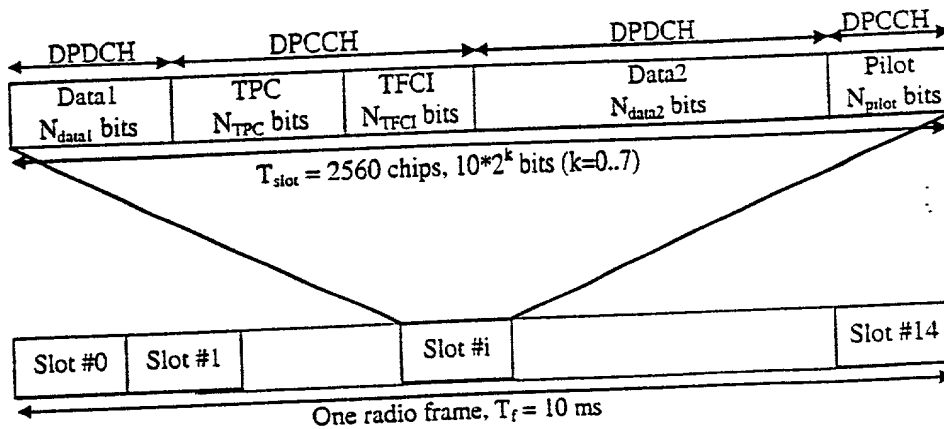 DPDCH DPCCH DPDCH DPCCH
Data1 TPC TFCI Data2 Pilot
N_data1 bits N_TPC bits N_TFCI bits N_data2 bits N_pilot bits
T_slot = 2560 chips, 10*2^k bits (k=0..7)
Slot #0 Slot #1 Slot #i Slot #14
One radio frame, T_f = 10 ms